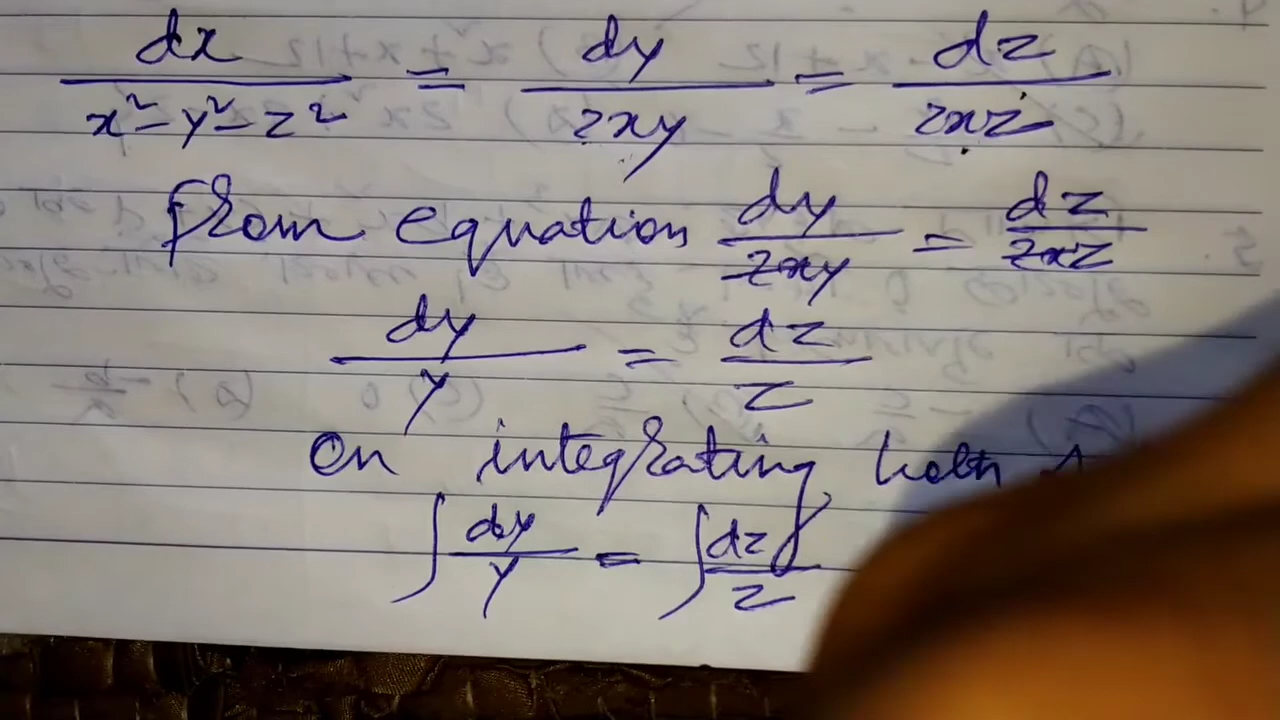 dx/(x²-y²-z²) = dy/(2xy) = dz/(2xz)
from equation dy/(2xy) = dz/(2xz)
dy/y = dz/z
On integrating both
∫ dy/y = ∫ dz/z